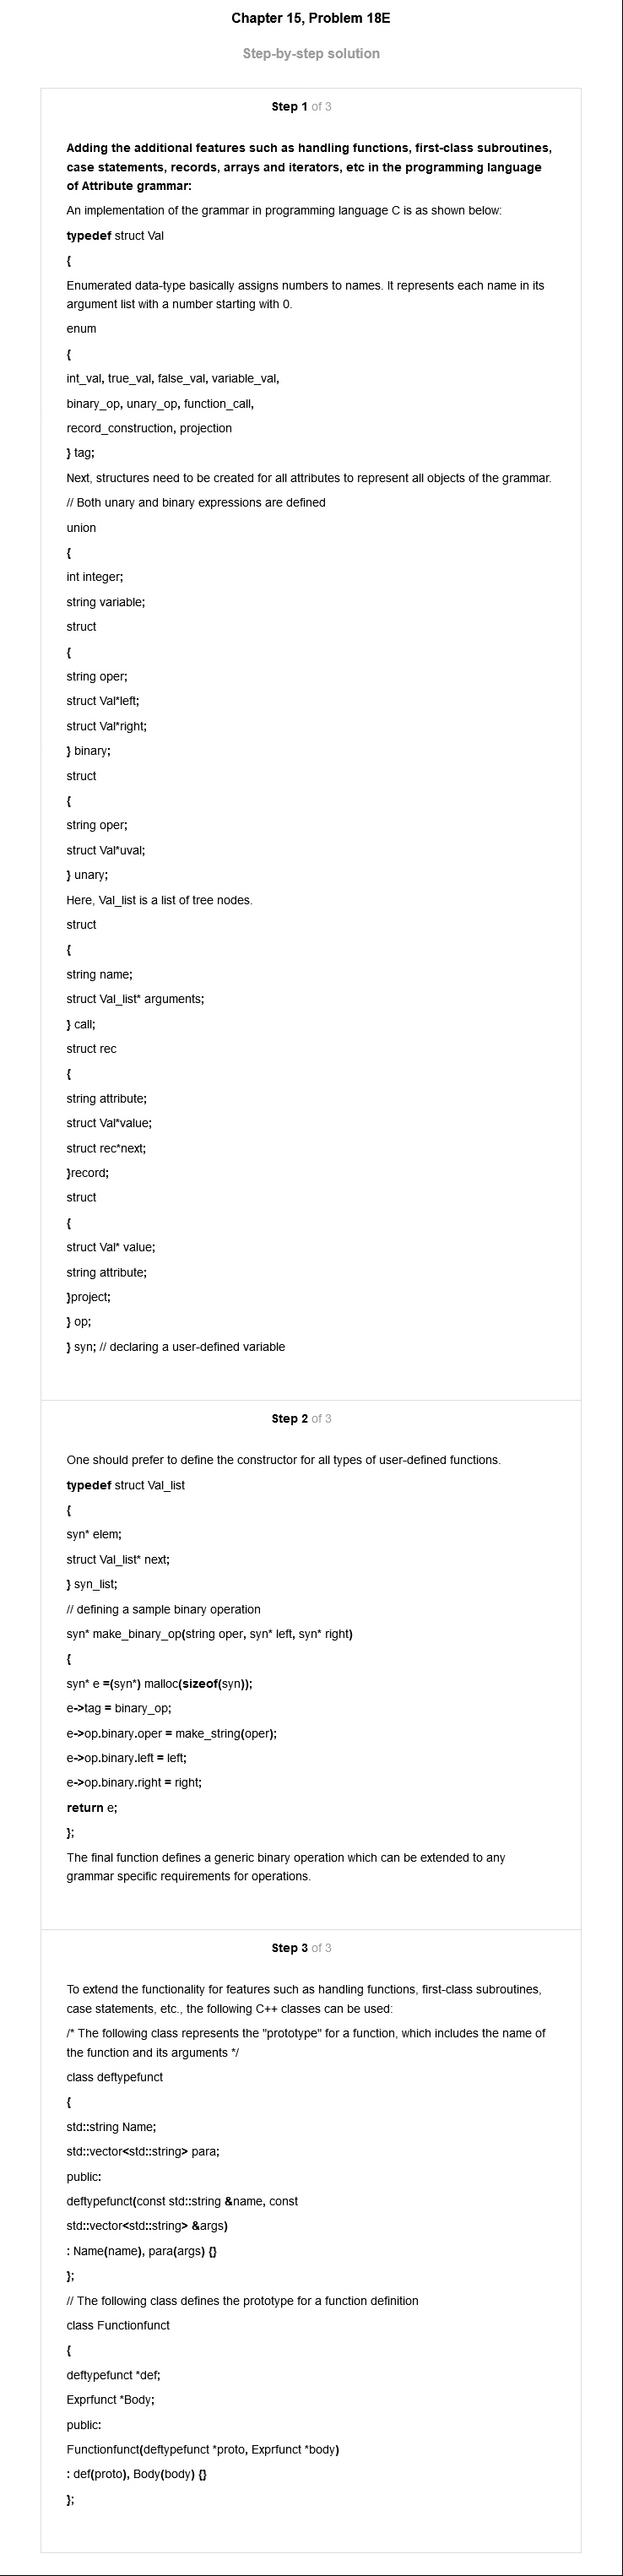 Chapter 15, Problem 18E
Step-by-step solution
Step 1 of 3
Adding the additional features such as handling functions, first-class subroutines,
case statements, records, arrays and iterators, etc in the programming language
of Attribute grammar:
An implementation of the grammar in programming language C is as shown below:
typedef struct Val
{
Enumerated data-type basically assigns numbers to names. It represents each name in its
argument list with a number starting with 0.
enum
{
int_val, true_val, false_val, variable_val,
binary_op, unary_op, function_call,
record_construction, projection
} tag;
Next, structures need to be created for all attributes to represent all objects of the grammar.
// Both unary and binary expressions are defined
union
{
int integer;
string variable;
struct
{
string oper;
struct Val*left;
struct Val*right;
} binary;
struct
{
string oper;
struct Val*uval;
} unary;
Here, Val_list is a list of tree nodes.
struct
{
string name;
struct Val_list* arguments;
} call;
struct rec
{
string attribute;
struct Val*value;
struct rec*next;
}record;
struct
{
struct Val* value;
string attribute;
}project;
} op;
} syn; // declaring a user-defined variable
Step 2 of 3
One should prefer to define the constructor for all types of user-defined functions.
typedef struct Val_list
{
syn* elem;
struct Val_list* next;
} syn_list;
// defining a sample binary operation
syn* make_binary_op(string oper, syn* left, syn* right)
{
syn* e =(syn*) malloc(sizeof(syn));
e->tag = binary_op;
e->op.binary.oper = make_string(oper);
e->op.binary.left = left;
e->op.binary.right = right;
return e;
};
The final function defines a generic binary operation which can be extended to any
grammar specific requirements for operations.
Step 3 of 3
To extend the functionality for features such as handling functions, first-class subroutines,
case statements, etc., the following C++ classes can be used:
/* The following class represents the "prototype" for a function, which includes the name of
the function and its arguments */
class deftypefunct
{
std::string Name;
std::vector<std::string> para;
public:
deftypefunct(const std::string &name, const
std::vector<std::string> &args)
: Name(name), para(args) {}
};
// The following class defines the prototype for a function definition
class Functionfunct
{
deftypefunct *def;
Exprfunct *Body;
public:
Functionfunct(deftypefunct *proto, Exprfunct *body)
: def(proto), Body(body) {}
};